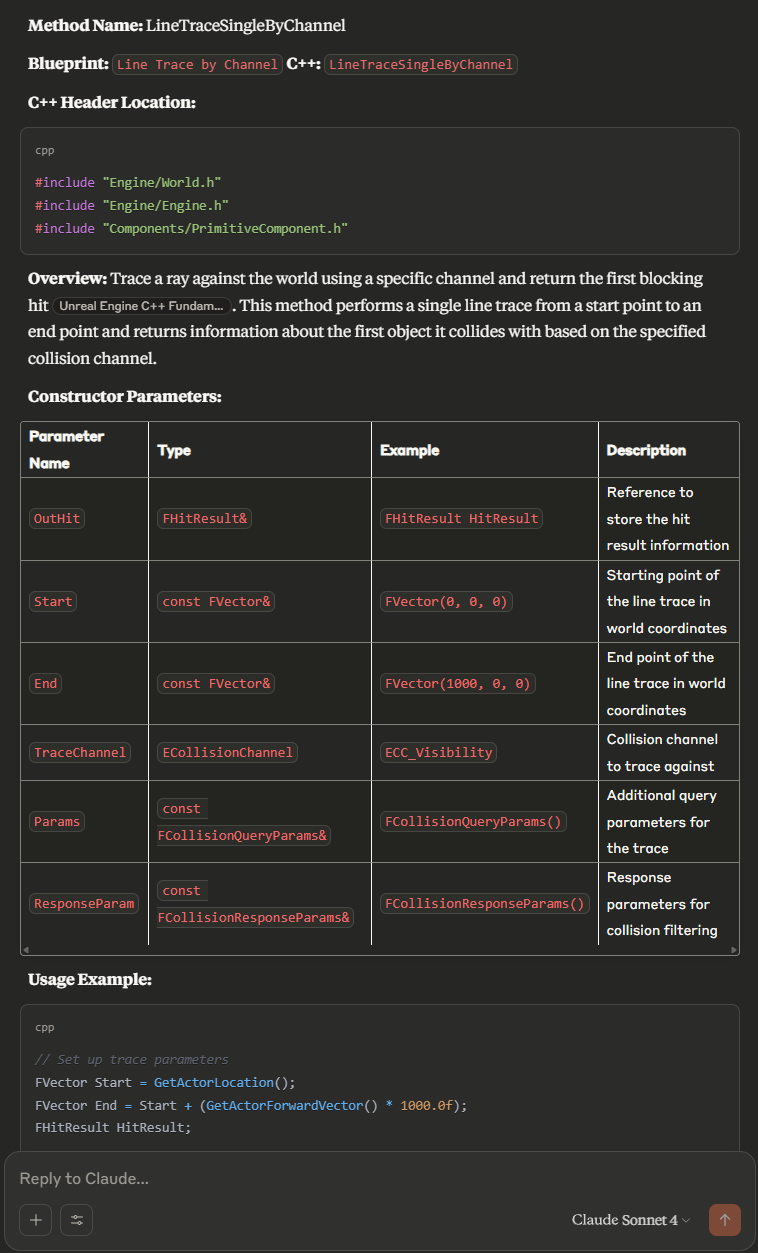 Method Name: LineTraceSingleByChannel
Blueprint: Line Trace by Channel C++: LineTraceSingleByChannel
C++ Header Location:
cpp
#include "Engine/World.h"
#include "Engine/Engine.h"
#include "Components/PrimitiveComponent.h"
Overview: Trace a ray against the world using a specific channel and return the first blocking
hit Unreal Engine C++ Fundam... . This method performs a single line trace from a start point to an
end point and returns information about the first object it collides with based on the specified
collision channel.
Constructor Parameters:
Parameter
Name
Type
Example
Description
OutHit
FHitResult&
FHitResult HitResult
Reference to
store the hit
result information
Start
const FVector&
FVector(0, 0, 0)
Starting point of
the line trace in
world coordinates
End
const FVector&
FVector(1000, 0, 0)
End point of the
line trace in world
coordinates
TraceChannel
ECollisionChannel
ECC_Visibility
Collision channel
to trace against
Params
const
FCollisionQueryParams&
FCollisionQueryParams()
Additional query
parameters for
the trace
ResponseParam
const
FCollisionResponseParams&
FCollisionResponseParams()
Response
parameters for
collision filtering
Usage Example:
cpp
// Set up trace parameters
FVector Start = GetActorLocation();
FVector End = Start + (GetActorForwardVector() * 1000.0f);
FHitResult HitResult;
Reply to Claude...
Claude Sonnet 4